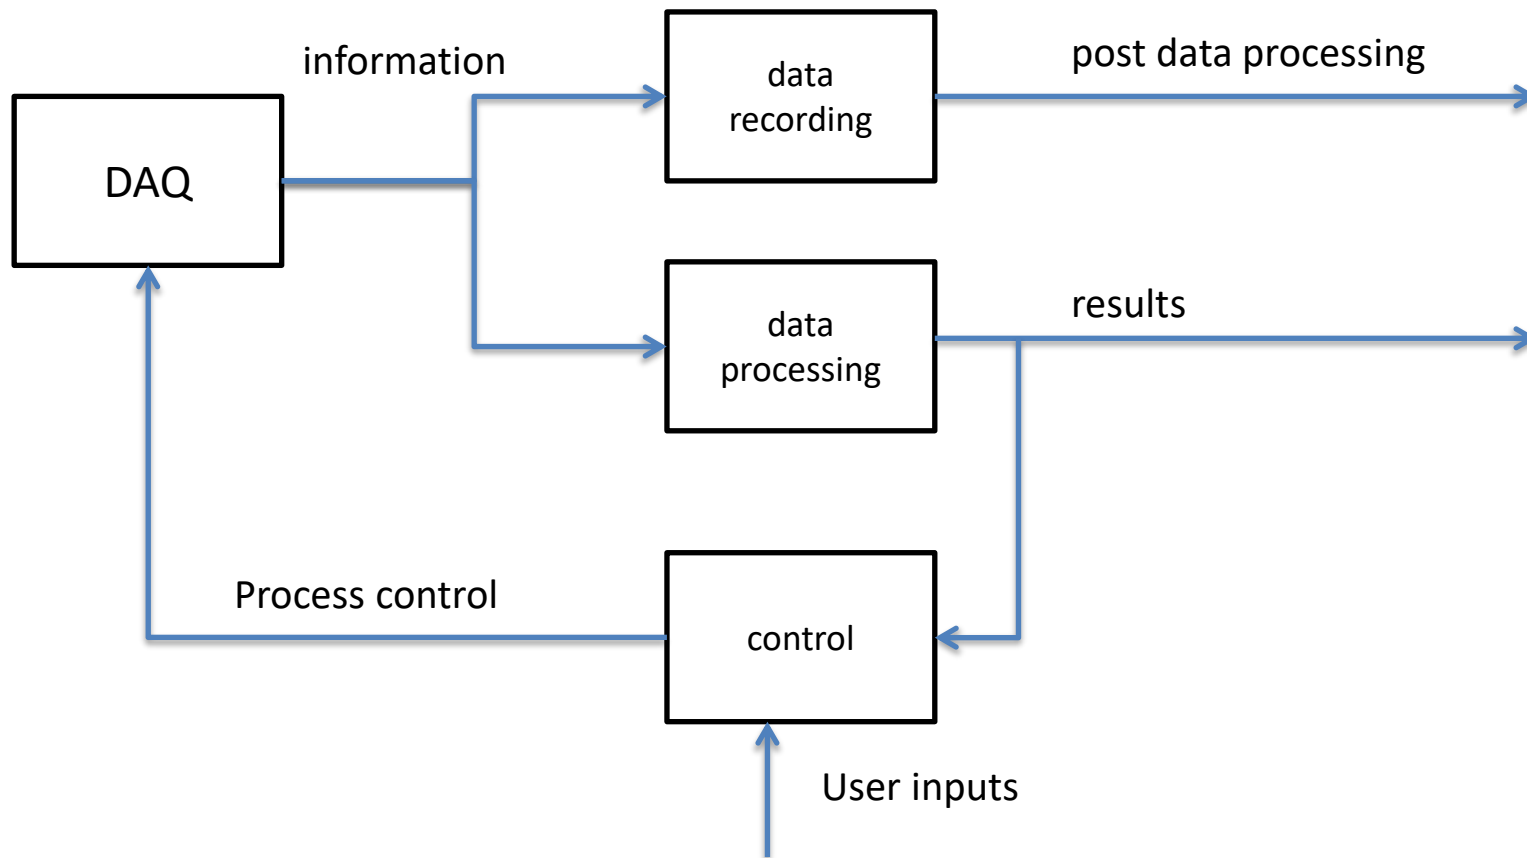 information
data
recording
post data processing
DAQ
data
processing
results
Process control
control
User inputs